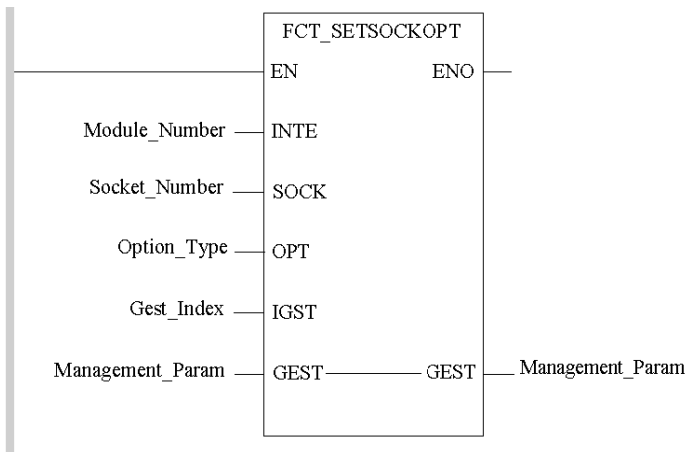 FCT_SETSOCKOPT
EN ENO
Module_Number INTE
Socket_Number SOCK
Option_Type OPT
Gest_Index IGST
Management_Param GEST GEST Management_Param